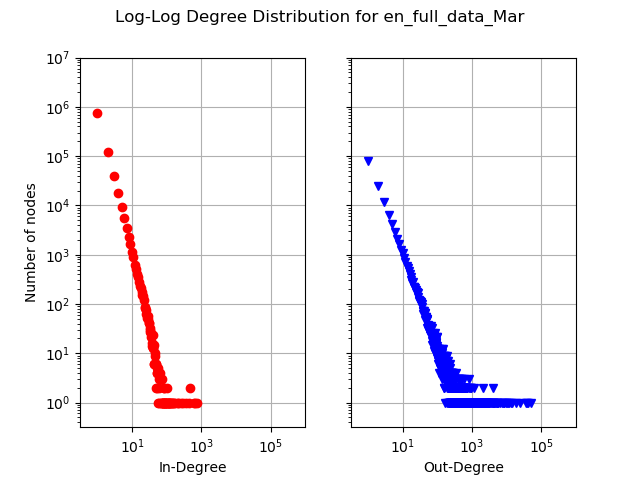 Log-Log Degree Distribution for en_full_data_Mar
Number of nodes
10^7
10^6
10^5
10^4
10^3
10^2
10^1
10^0
10^1 10^3 10^5
In-Degree
10^1 10^3 10^5
Out-Degree